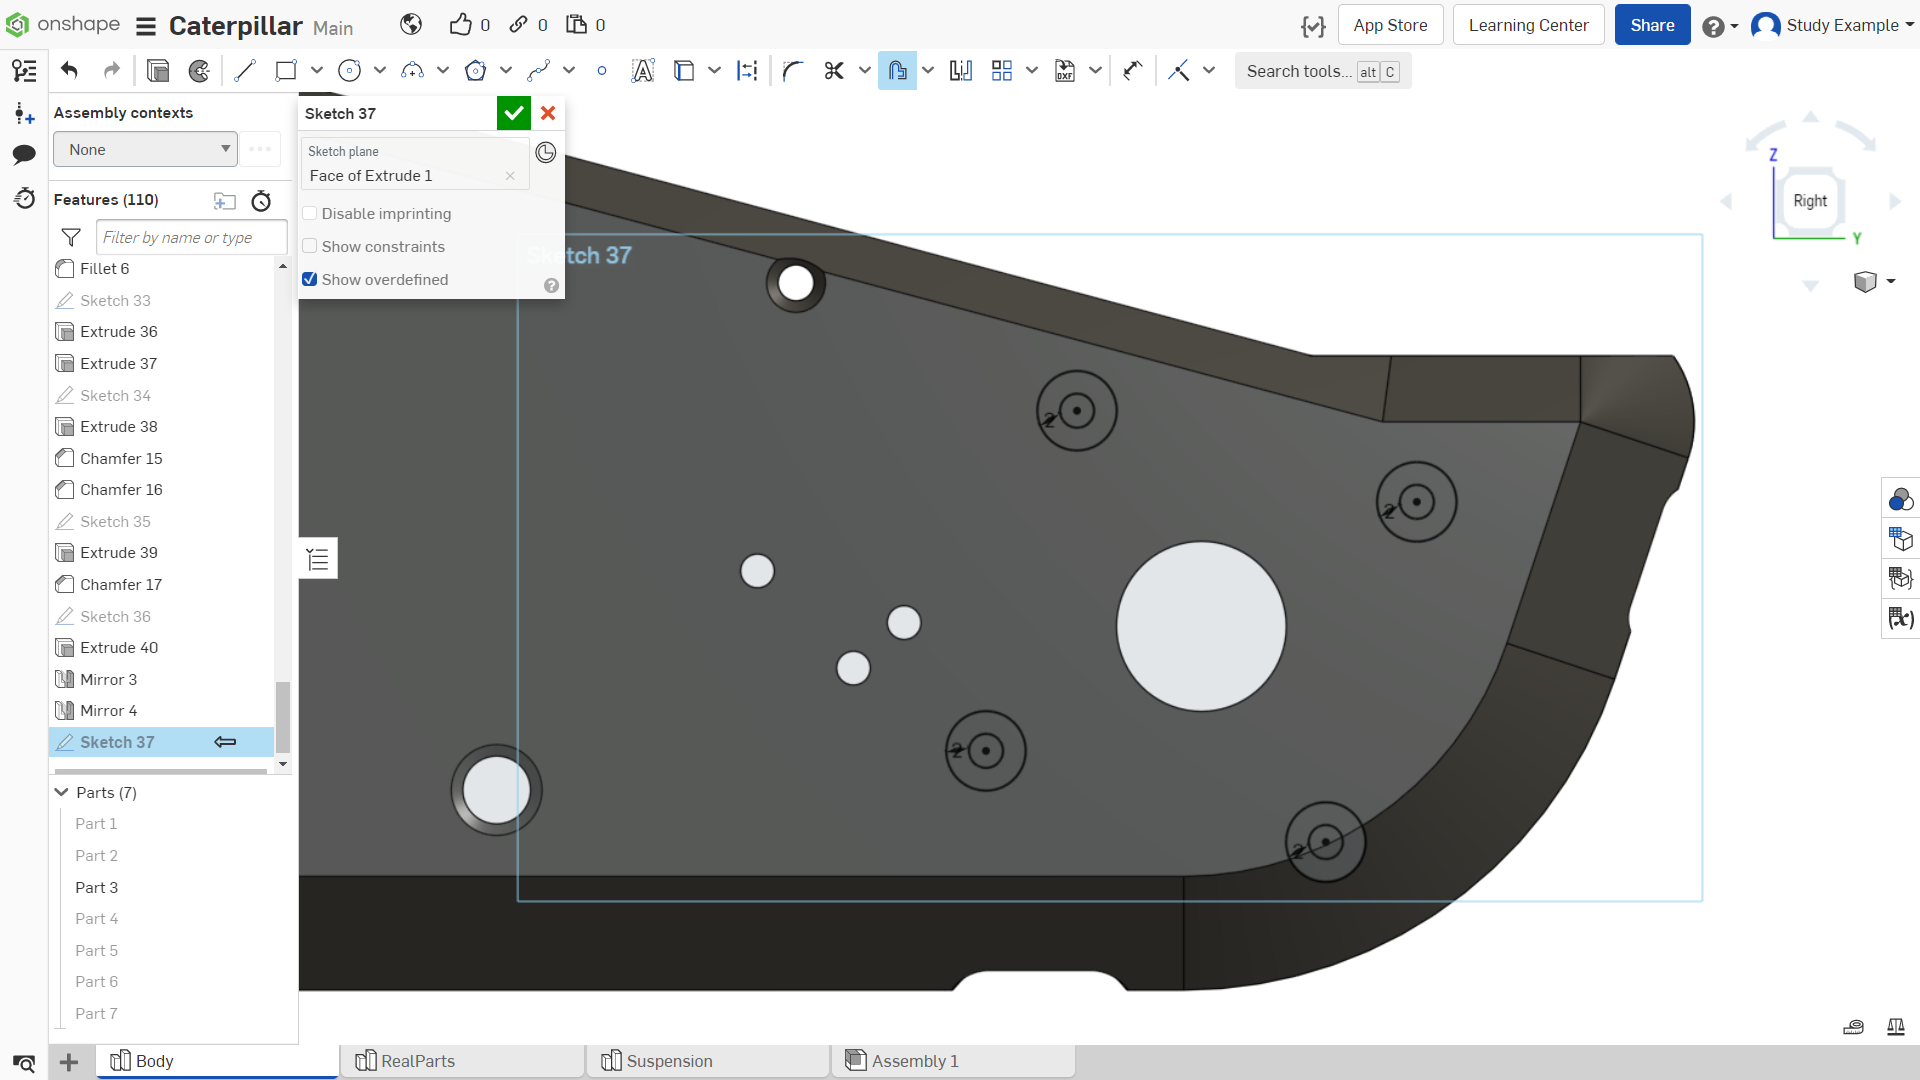 onshape
Caterpillar Main
0
0
0
App Store
Learning Center
Share
Study Example
Search tools... alt C
Assembly contexts
None
Features (110)
Filter by name or type
Fillet 6
Sketch 33
Extrude 36
Extrude 37
Sketch 34
Extrude 38
Chamfer 15
Chamfer 16
Sketch 35
Extrude 39
Chamfer 17
Sketch 36
Extrude 40
Mirror 3
Mirror 4
Sketch 37
Parts (7)
Part 1
Part 2
Part 3
Part 4
Part 5
Part 6
Part 7
Sketch 37
Sketch plane
Face of Extrude 1
Disable imprinting
Show constraints
Show overdefined
Sketch 37
2
2
2
2
Z
Right
Y
DXF
Body
RealParts
Suspension
Assembly 1